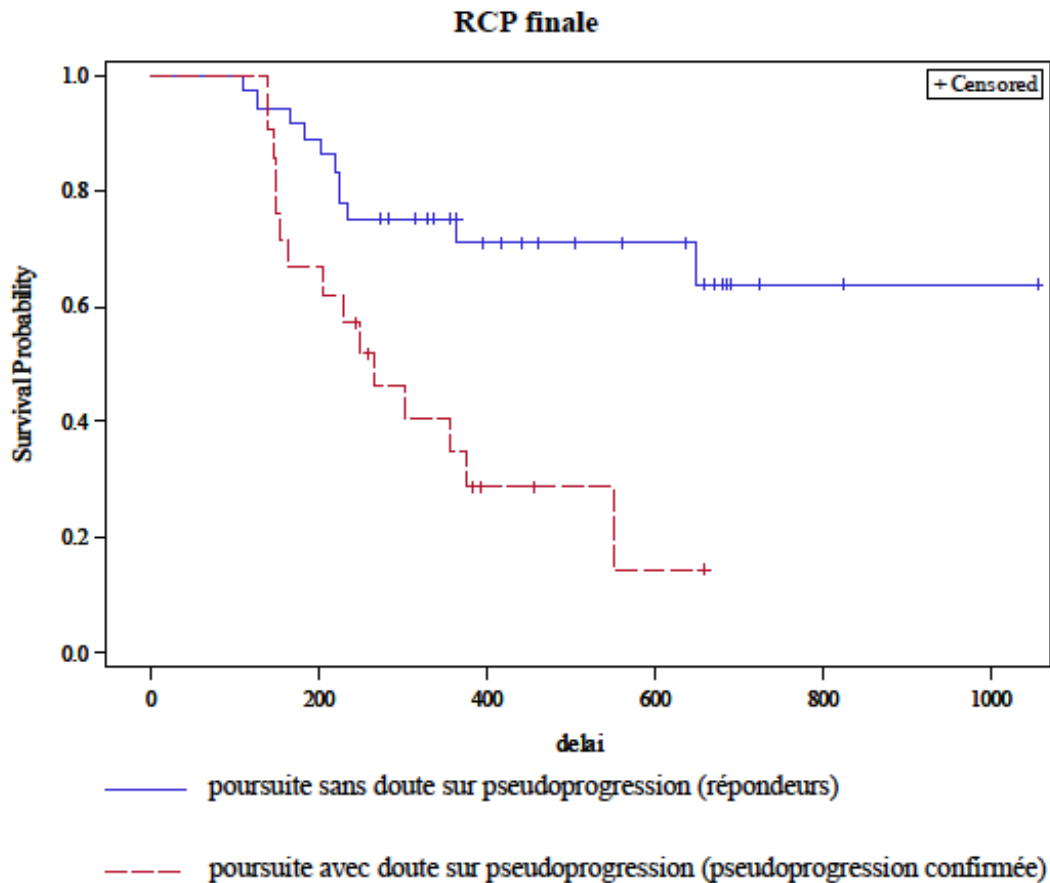 RCP finale
+ Censored
1.0
0.8
0.6
0.4
0.2
0.0
Survival Probability
0 200 400 600 800 1000
delai
poursuite sans doute sur pseudoprogression (répondeurs)
poursuite avec doute sur pseudoprogression (pseudoprogression confirmée)